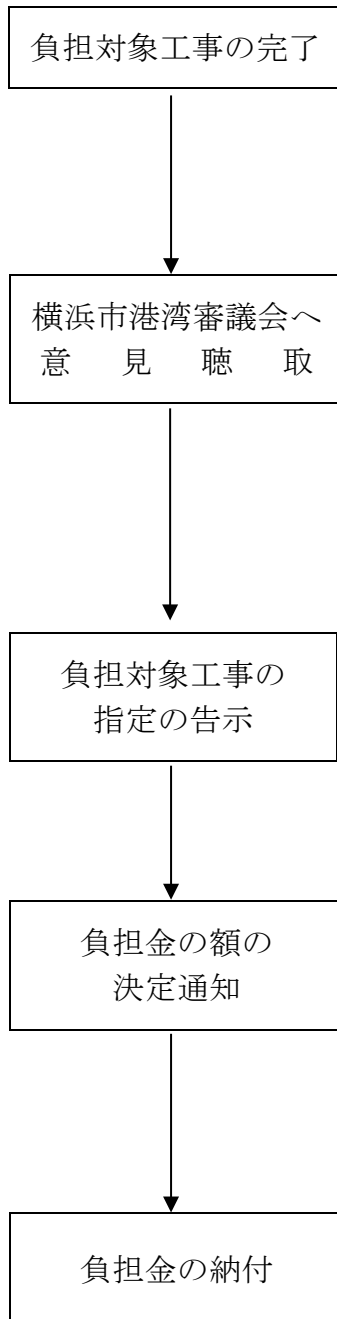 負担対象工事の完了
横浜市港湾審議会へ
意見聴取
負担対象工事の
指定の告示
負担金の額の
決定通知
負担金の納付